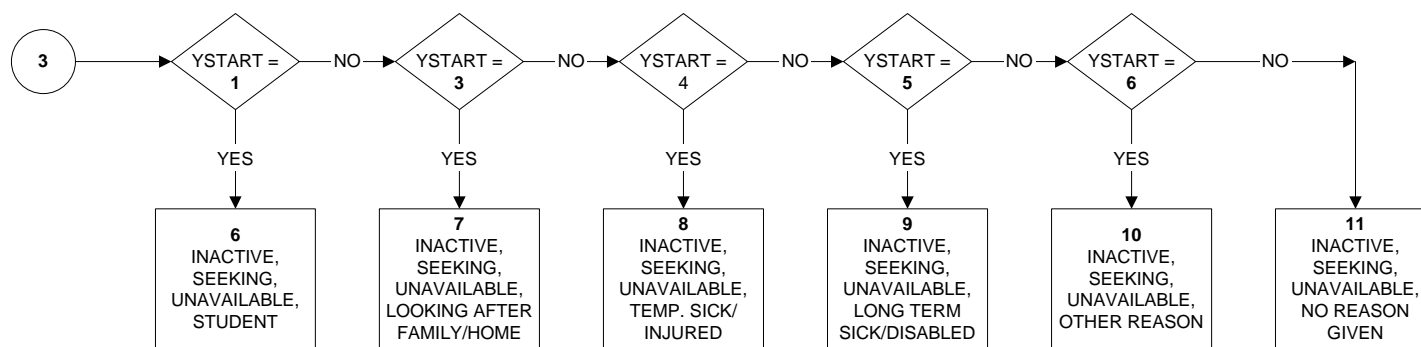 3
YSTART =
1
NO
YSTART =
3
NO
YSTART =
4
NO
YSTART =
5
NO
YSTART =
6
NO
YES
YES
YES
YES
YES
6
INACTIVE,
SEEKING,
UNAVAILABLE,
STUDENT
7
INACTIVE,
SEEKING,
UNAVAILABLE,
LOOKING AFTER
FAMILY/HOME
8
INACTIVE,
SEEKING,
UNAVAILABLE,
TEMP. SICK/
INJURED
9
INACTIVE,
SEEKING,
UNAVAILABLE,
LONG TERM
SICK/DISABLED
10
INACTIVE,
SEEKING,
UNAVAILABLE,
OTHER REASON
11
INACTIVE,
SEEKING,
UNAVAILABLE,
NO REASON
GIVEN